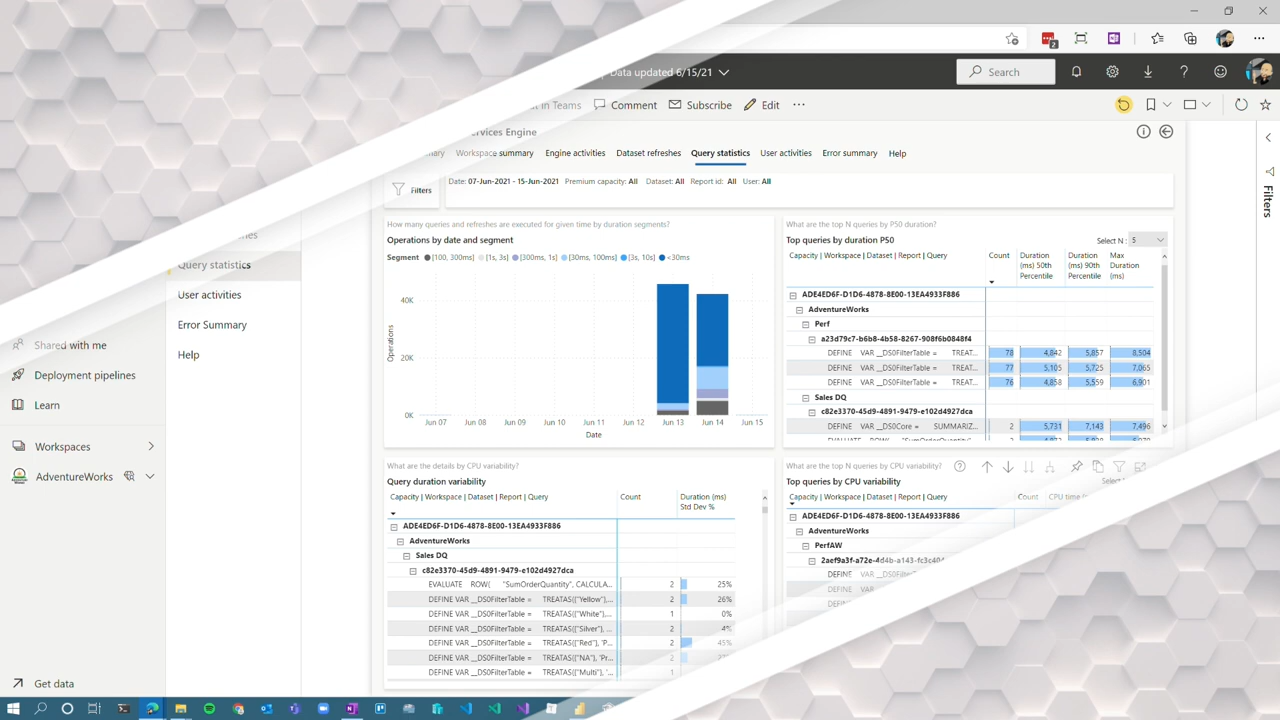 2
Data updated 6/15/21
Search
in Teams
Comment
Subscribe
Edit
Services Engine
Workspace summary
Engine activities
Dataset refreshes
Query statistics
User activities
Error summary
Help
Filters
Date: 07-Jun-2021 - 15-Jun-2021 Premium capacity: All Dataset: All Report id: All User: All
Filters
Query statistics
User activities
Error Summary
Help
Shared with me
Deployment pipelines
Learn
Workspaces
AdventureWorks
Get data
How many queries and refreshes are executed for given time by duration segments?
Operations by date and segment
Segment [100, 300ms] [1s, 3s] [300ms, 1s] [30ms, 100ms] [3s, 10s] <30ms
Operations
40K
20K
0K
Jun 07 Jun 08 Jun 09 Jun 10 Jun 11 Jun 12 Jun 13 Jun 14 Jun 15
Date
What are the top N queries by P50 duration?
Top queries by duration P50
Select N : 5
Capacity | Workspace | Dataset | Report | Query Count Duration (ms) 50th Percentile Duration (ms) 90th Percentile Max Duration (ms)
ADE4ED6F-D1D6-4878-8E00-13EA4933F886
AdventureWorks
Perf
a23d79c7-b6b8-4b58-8267-908f6b0848f4
DEFINE VAR __DS0FilterTable = TREAT... 78 4,842 5,857 8,504
DEFINE VAR __DS0FilterTable = TREAT... 77 5,105 5,725 7,065
DEFINE VAR __DS0FilterTable = TREAT... 76 4,858 5,559 6,901
Sales DQ
c82e3370-45d9-4891-9479-e102d4927dca
DEFINE VAR __DS0Core = SUMMARIZ... 2 5,731 7,143 7,496
What are the details by CPU variability?
Query duration variability
Capacity | Workspace | Dataset | Report | Query Count Duration (ms) Std Dev %
ADE4ED6F-D1D6-4878-8E00-13EA4933F886
AdventureWorks
Sales DQ
c82e3370-45d9-4891-9479-e102d4927dca
EVALUATE ROW( "SumOrderQuantity", CALCULA... 2 25%
DEFINE VAR __DS0FilterTable = TREATAS({"Yellow"},... 2 26%
DEFINE VAR __DS0FilterTable = TREATAS({"White"},... 1 0%
DEFINE VAR __DS0FilterTable = TREATAS({"Silver"}, ... 2 4%
DEFINE VAR __DS0FilterTable = TREATAS({"Red"}, 'P... 2 45%
DEFINE VAR __DS0FilterTable = TREATAS({"NA"}, 'Pr... 2
DEFINE VAR __DS0FilterTable = TREATAS({"Multi"}, '... 1
What are the top N queries by CPU variability?
Top queries by CPU variability
Select
Capacity | Workspace | Dataset | Report | Query Count CPU time
ADE4ED6F-D1D6-4878-8E00-13EA4933F886
AdventureWorks
PerfAW
2aef9a3f-a72e-4d4b-a143-fc3c404
DEFINE VAR __DS0Filter
DEFINE VAR
DEFINE